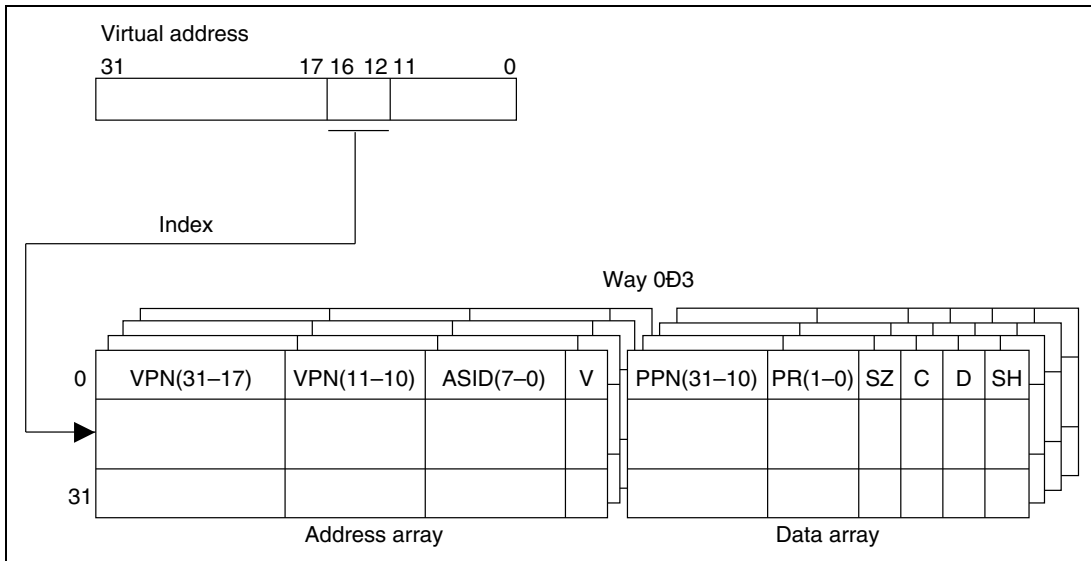 Virtual address
31 17 16 12 11 0
Index
Way 0Ð3
0 VPN(31–17) VPN(11–10) ASID(7–0) V PPN(31–10) PR(1–0) SZ C D SH
31
Address array Data array